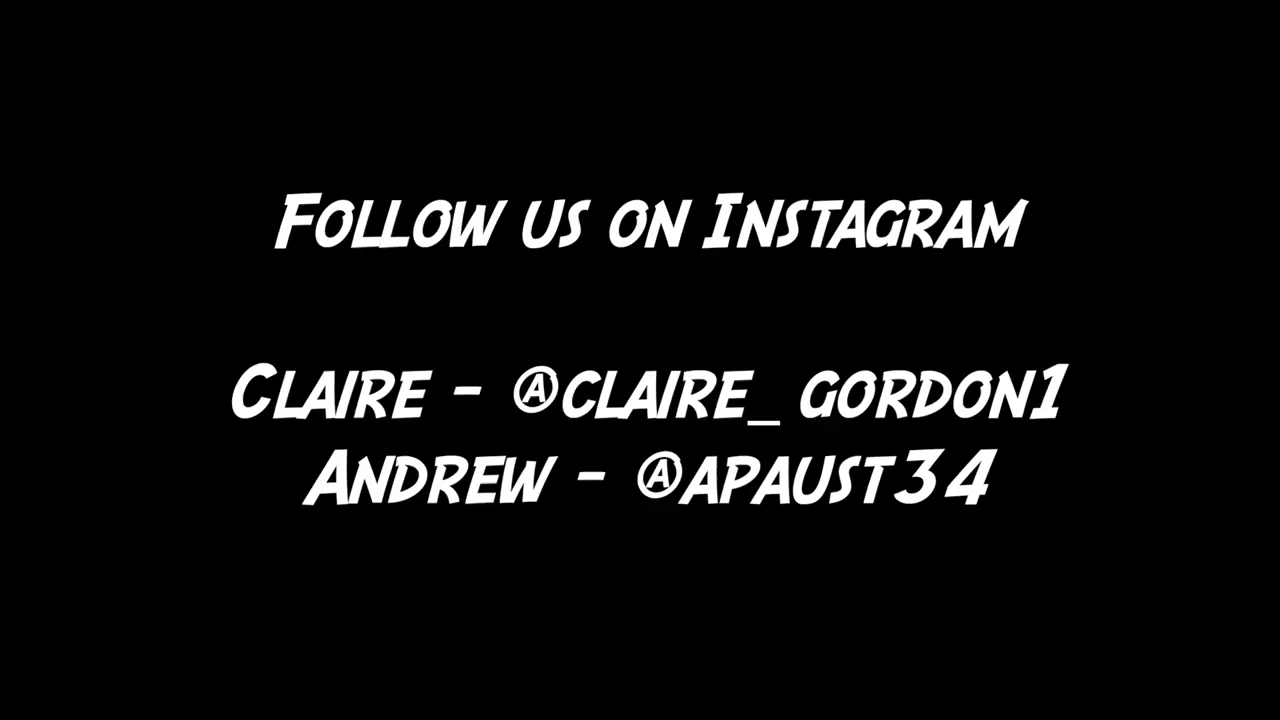 Follow us on Instagram
Claire - @claire_gordon1
Andrew - @apaust34